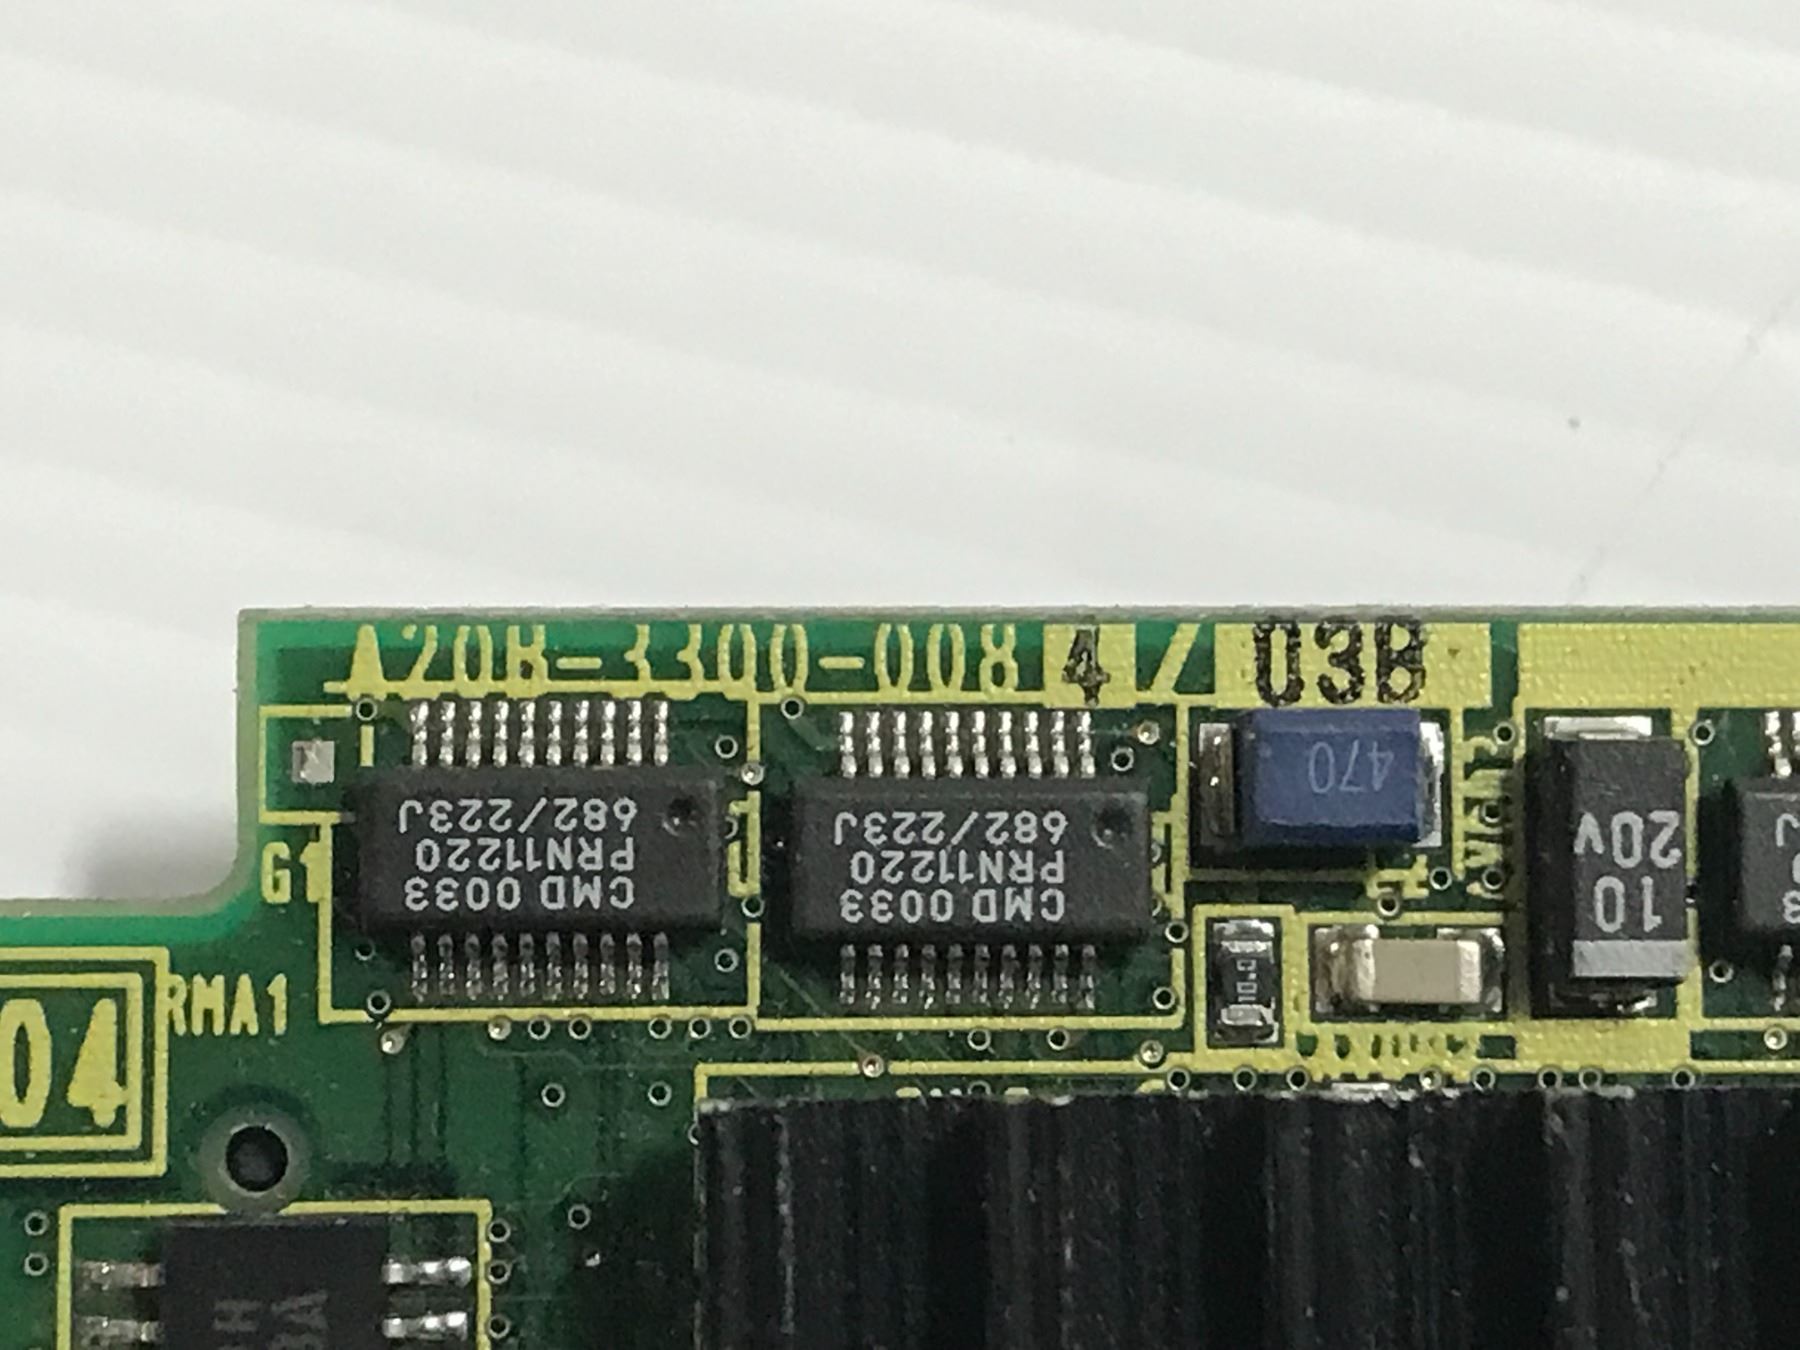 A20B-3300-008 4 / 03B
682/223J
PRN11220
CMD 0033
682/223J
PRN11220
CMD 0033
470
10
20v
G1
RMA1
04